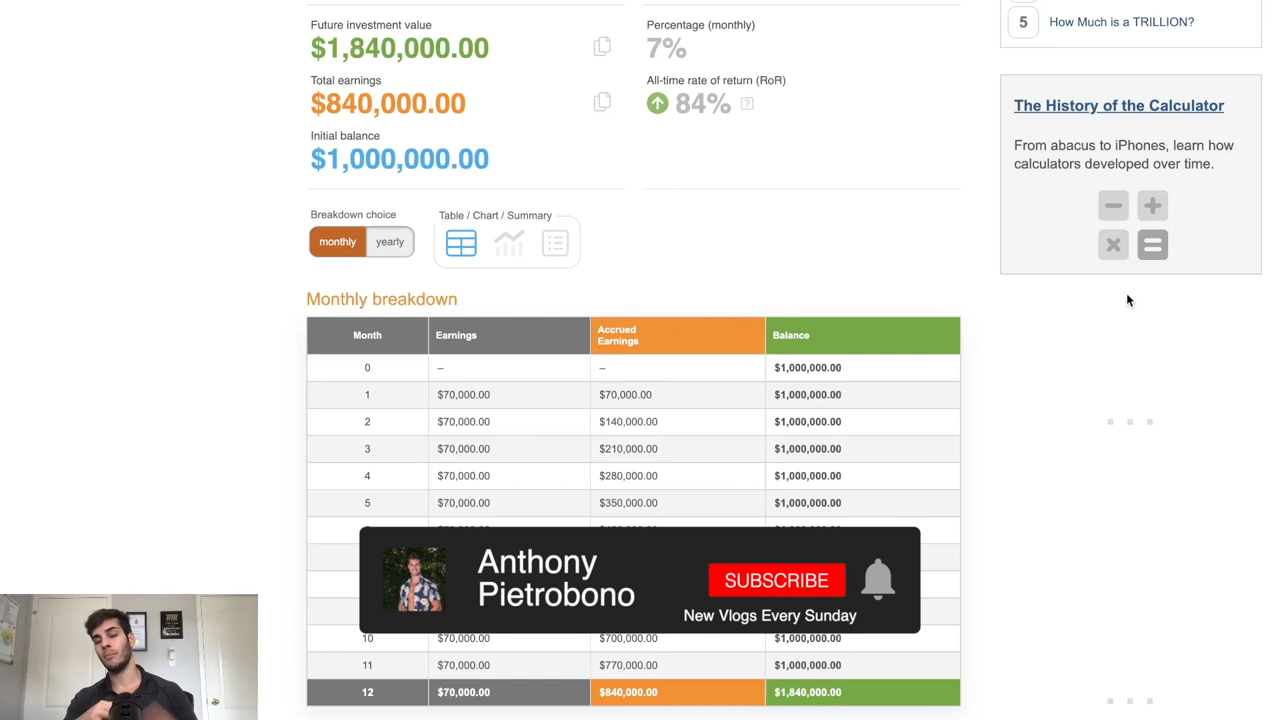 Future investment value
$1,840,000.00
Total earnings
$840,000.00
Initial balance
$1,000,000.00
Percentage (monthly)
7%
All-time rate of return (RoR)
84% ?
5 How Much is a TRILLION?
The History of the Calculator
From abacus to iPhones, learn how
calculators developed over time.
Breakdown choice
monthly yearly
Table / Chart / Summary
Monthly breakdown
Month Earnings Accrued Earnings Balance
0 – – $1,000,000.00
1 $70,000.00 $70,000.00 $1,000,000.00
2 $70,000.00 $140,000.00 $1,000,000.00
3 $70,000.00 $210,000.00 $1,000,000.00
4 $70,000.00 $280,000.00 $1,000,000.00
5 $70,000.00 $350,000.00 $1,000,000.00
Anthony
Pietrobono
SUBSCRIBE
New Vlogs Every Sunday
10 $70,000.00 $700,000.00 $1,000,000.00
11 $70,000.00 $770,000.00 $1,000,000.00
12 $70,000.00 $840,000.00 $1,840,000.00